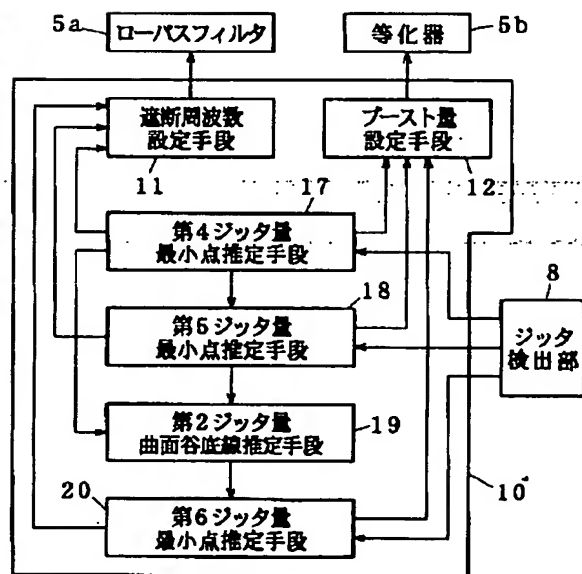 5a
ローパスフィルタ
等化器
5b
遮断周波数
設定手段
11
ブースト量
設定手段
12
17
第4ジッタ量
最小点推定手段
18
第5ジッタ量
最小点推定手段
8
ジッタ
検出部
第2ジッタ量
曲面谷底線推定手段
19
20
第6ジッタ量
最小点推定手段
10